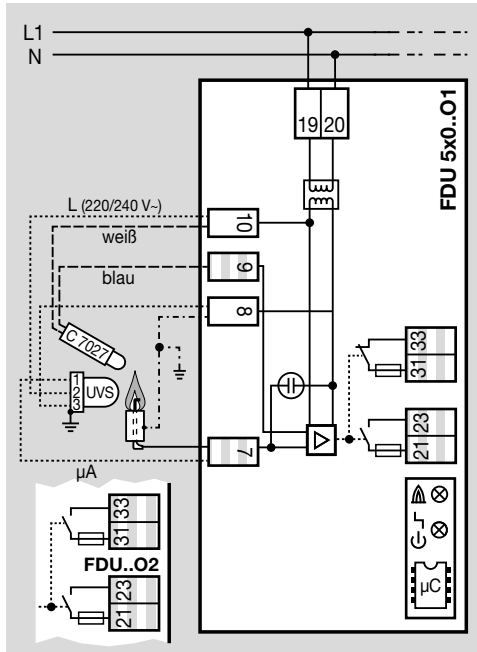 L1
N
19 20
FDU 5x0..O1
L (220/240 V~)
10
weiß
9
blau
8
C 7027
31 33
1
2
3
UVS
21 23
7
µA
31 33
FDU..O2
21 23
µC